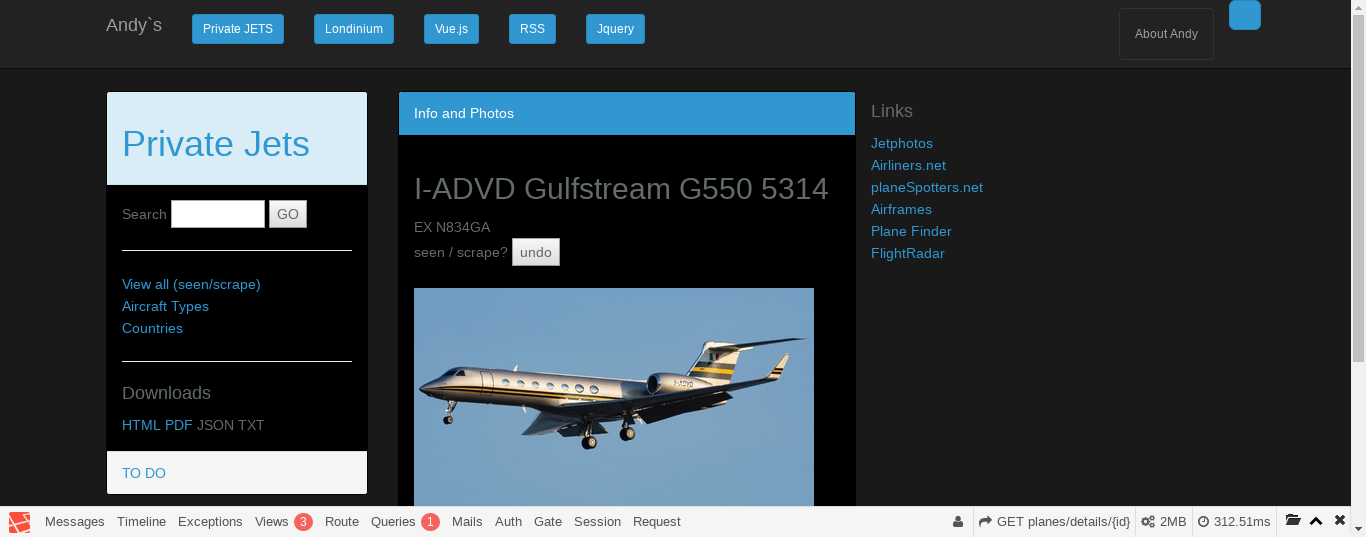 Andy`s Private JETS Londinium Vue.js RSS Jquery About Andy
Private Jets
Search GO
View all (seen/scrape)
Aircraft Types
Countries
Downloads
HTML PDF JSON TXT
TO DO
Info and Photos
I-ADVD Gulfstream G550 5314
EX N834GA
seen / scrape? undo
I-ADVD
Links
Jetphotos
Airliners.net
planeSpotters.net
Airframes
Plane Finder
FlightRadar
Messages Timeline Exceptions Views 3 Route Queries 1 Mails Auth Gate Session Request GET planes/details/{id} 2MB 312.51ms